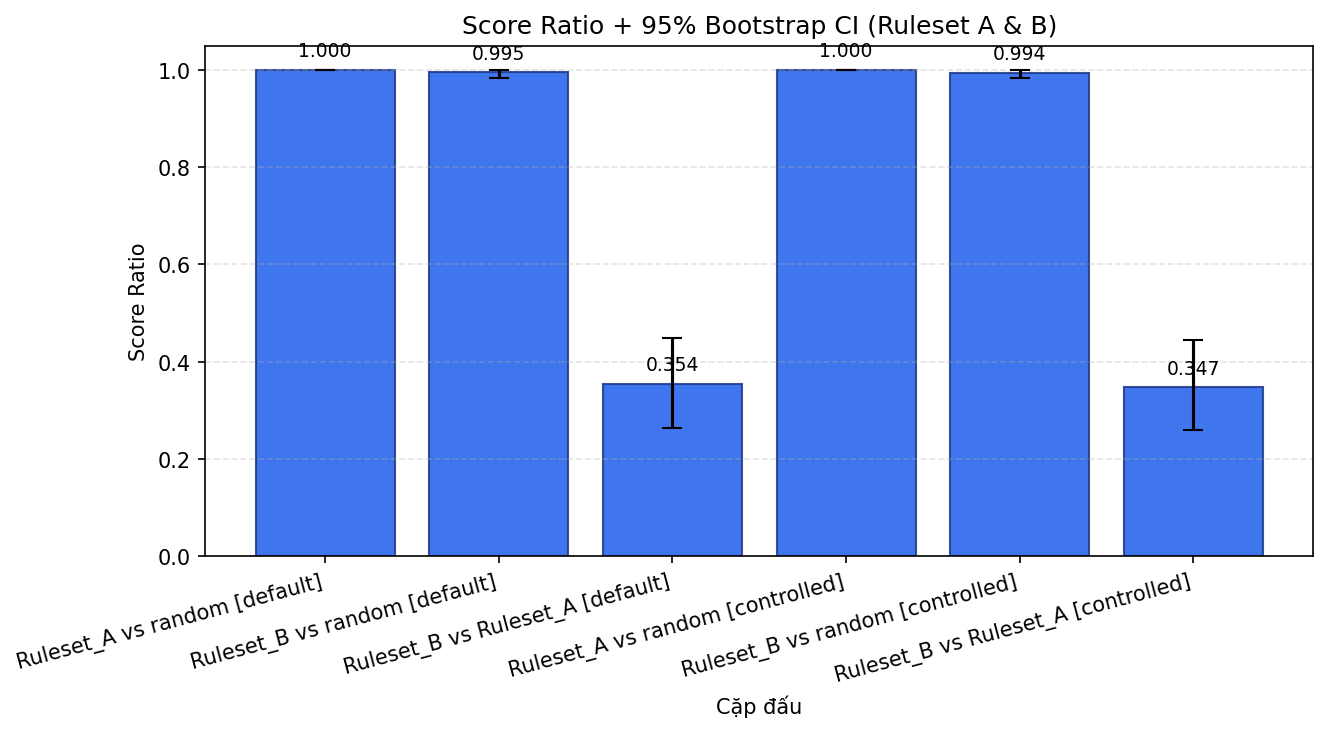 Score Ratio + 95% Bootstrap CI (Ruleset A & B)
1.000
0.995
0.354
1.000
0.994
0.347
Score Ratio
1.0
0.8
0.6
0.4
0.2
0.0
Ruleset_A vs random [default]
Ruleset_B vs random [default]
Ruleset_B vs Ruleset_A [default]
Ruleset_A vs random [controlled]
Ruleset_B vs random [controlled]
Ruleset_B vs Ruleset_A [controlled]
Cặp đấu